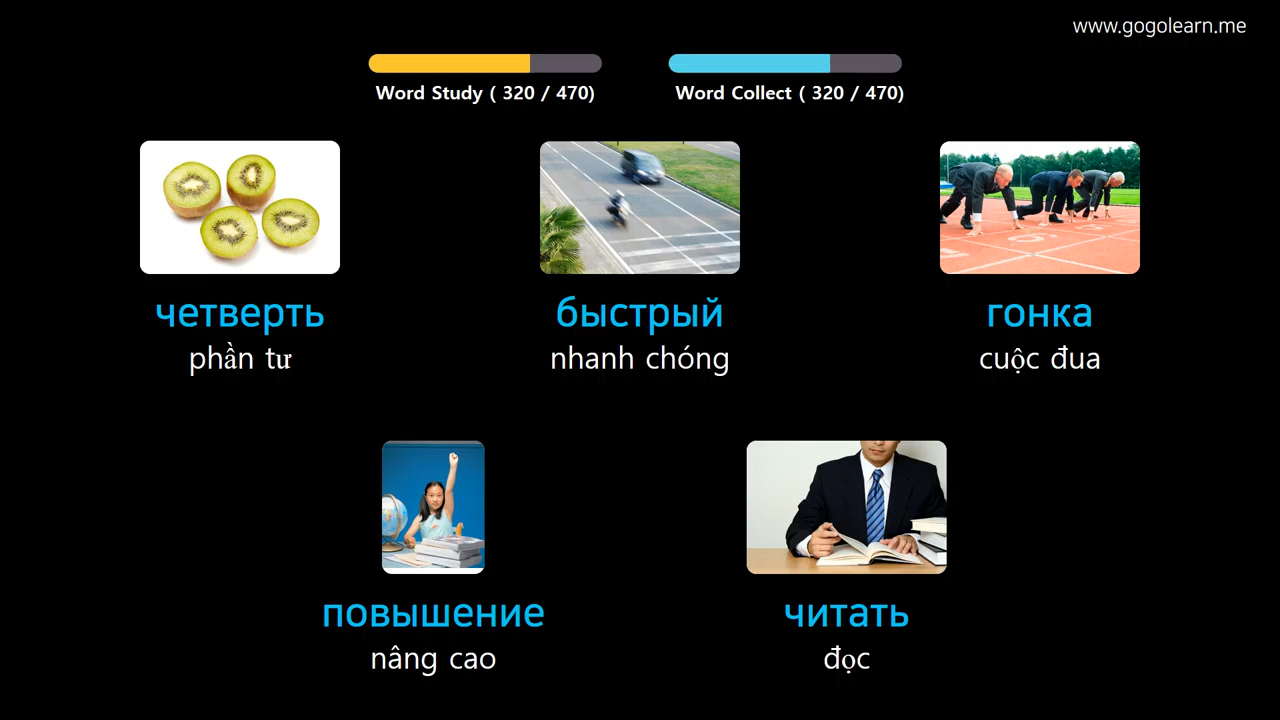 www.gogolearn.me
Word Study ( 320 / 470)
Word Collect ( 320 / 470)
четверть
phần tư
быстрый
nhanh chóng
гонка
cuộc đua
повышение
nâng cao
читать
đọc